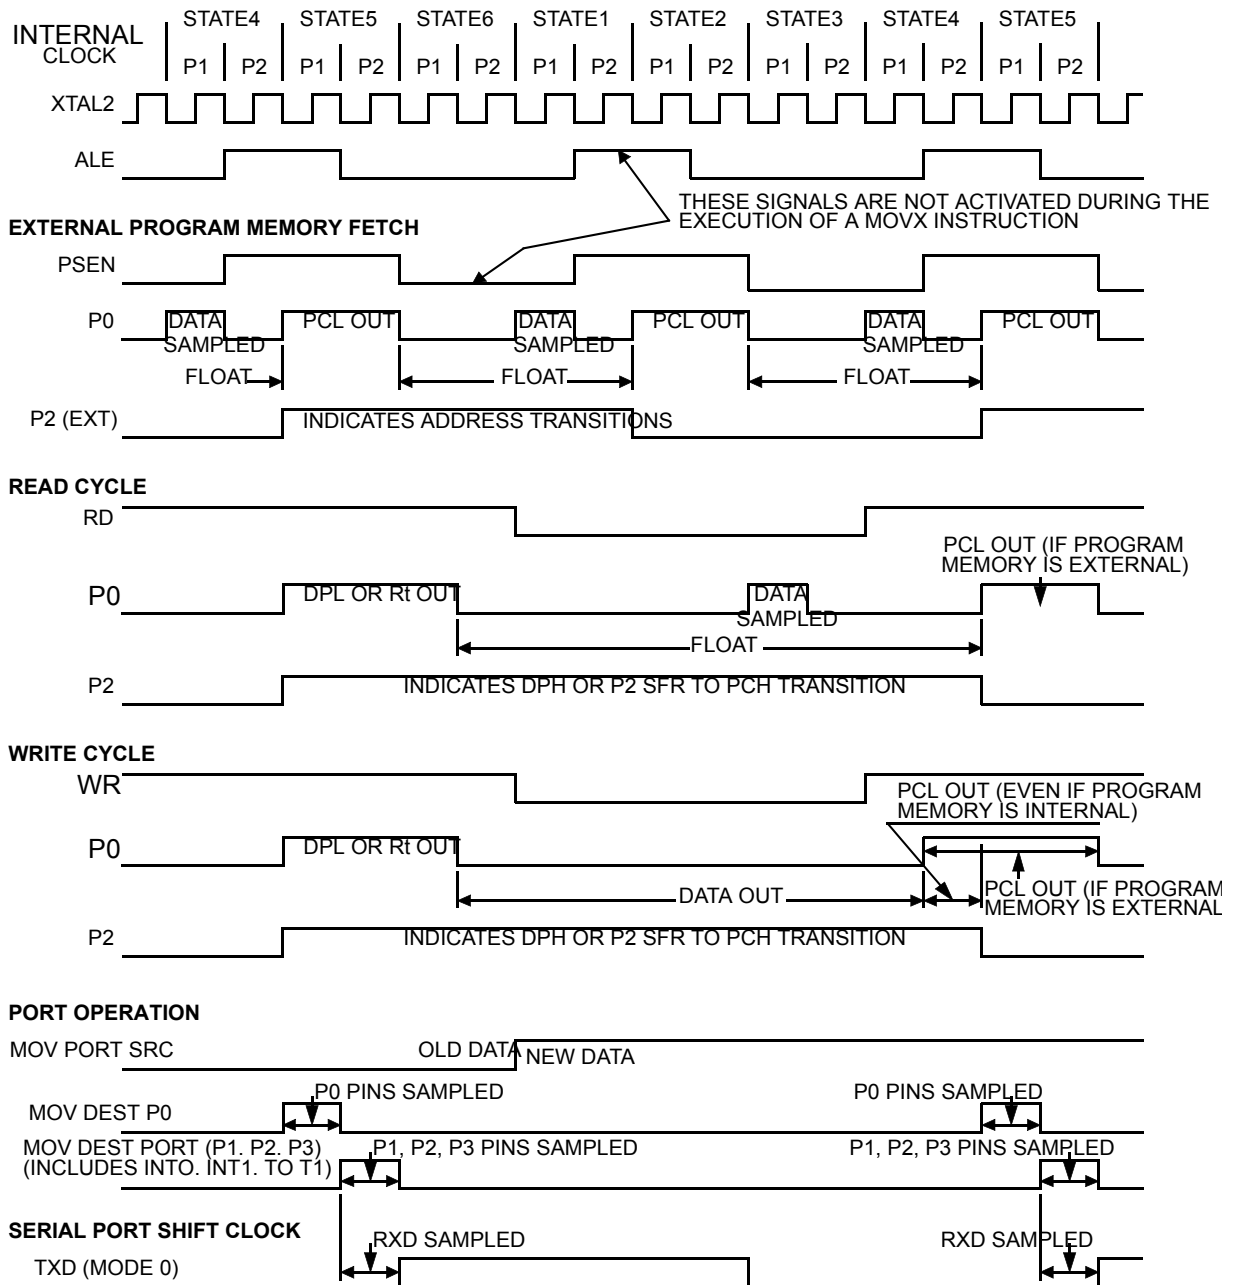 STATE4 STATE5 STATE6 STATE1 STATE2 STATE3 STATE4 STATE5
INTERNAL
CLOCK
P1 P2 P1 P2 P1 P2 P1 P2 P1 P2 P1 P2 P1 P2 P1 P2
XTAL2
ALE
THESE SIGNALS ARE NOT ACTIVATED DURING THE
EXECUTION OF A MOVX INSTRUCTION
EXTERNAL PROGRAM MEMORY FETCH
PSEN
P0 DATA PCL OUT DATA PCL OUT DATA PCL OUT
SAMPLED SAMPLED SAMPLED
FLOAT FLOAT FLOAT
P2 (EXT) INDICATES ADDRESS TRANSITIONS
READ CYCLE
RD
PCL OUT (IF PROGRAM
MEMORY IS EXTERNAL)
P0 DPL OR Rt OUT DATA
SAMPLED
FLOAT
P2 INDICATES DPH OR P2 SFR TO PCH TRANSITION
WRITE CYCLE
WR
PCL OUT (EVEN IF PROGRAM
MEMORY IS INTERNAL)
P0 DPL OR Rt OUT
DATA OUT
PCL OUT (IF PROGRAM
MEMORY IS EXTERNAL
P2 INDICATES DPH OR P2 SFR TO PCH TRANSITION
PORT OPERATION
MOV PORT SRC OLD DATA NEW DATA
P0 PINS SAMPLED P0 PINS SAMPLED
MOV DEST P0
MOV DEST PORT (P1. P2. P3) P1, P2, P3 PINS SAMPLED P1, P2, P3 PINS SAMPLED
(INCLUDES INTO. INT1. TO T1)
SERIAL PORT SHIFT CLOCK
RXD SAMPLED RXD SAMPLED
TXD (MODE 0)